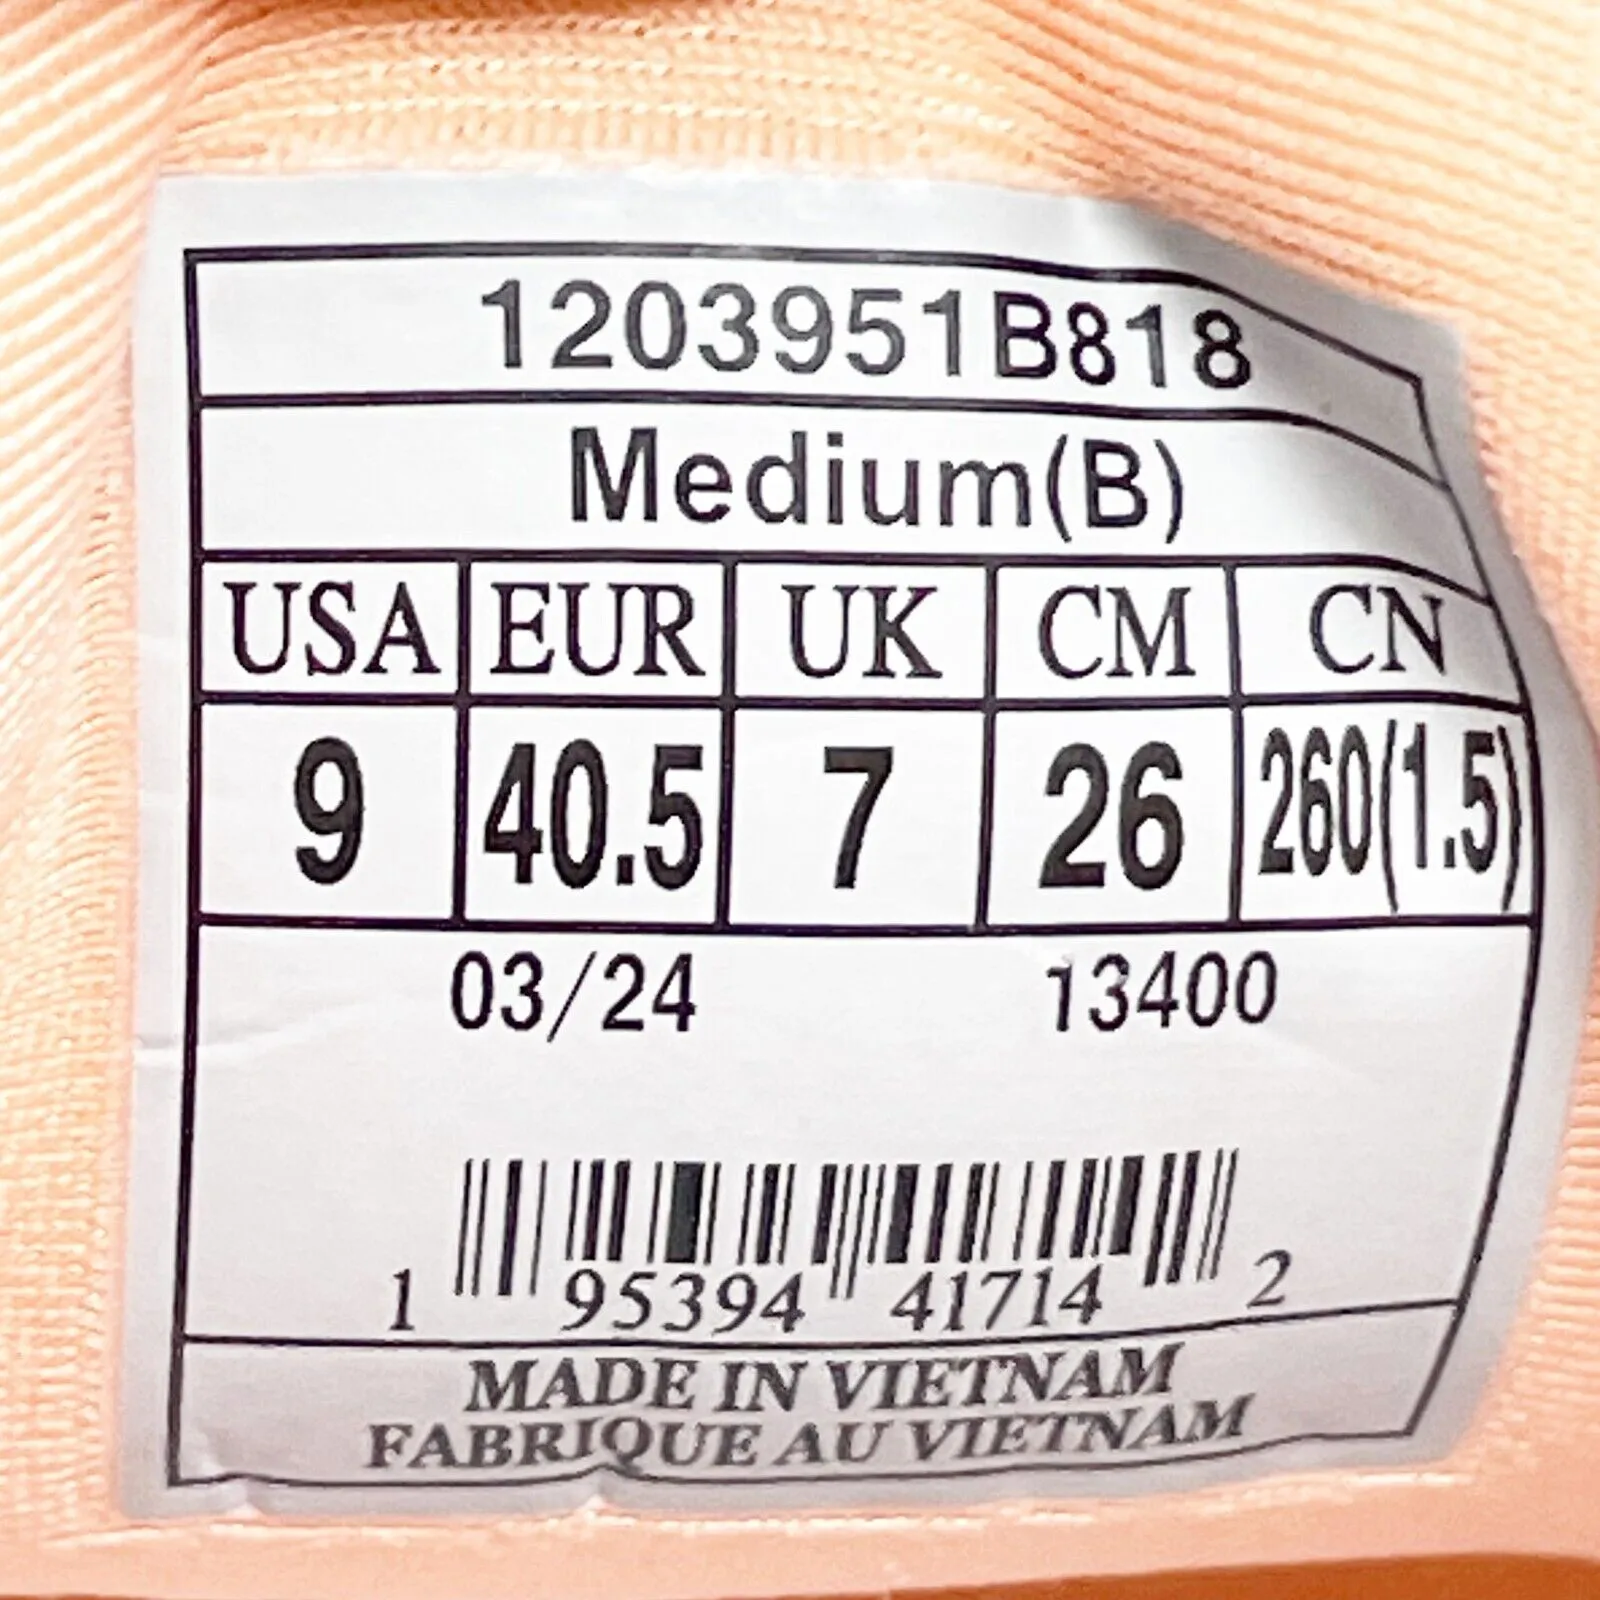 1203951B818
Medium(B)
USA EUR UK CM CN
9 40.5 7 26 260(1.5)
03/24 13400
1 95394 41714 2
MADE IN VIETNAM
FABRIQUE AU VIETNAM